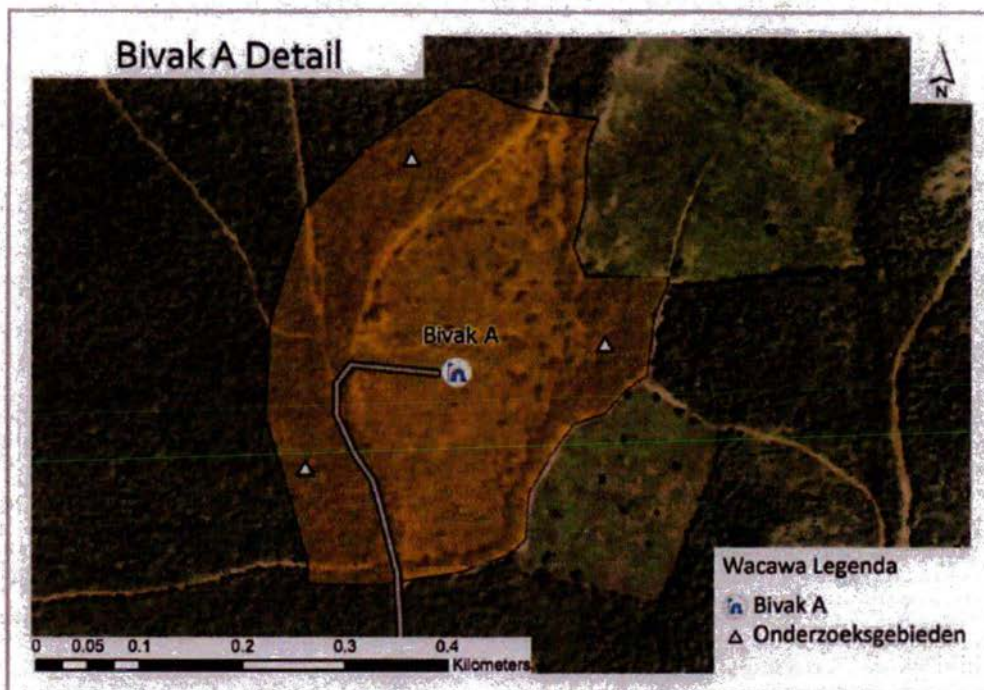 Bivak A Detail
N
Bivak A
Wacawa Legenda
Bivak A
Onderzoeksgebieden
0 0.05 0.1 0.2 0.3 0.4
Kilometers